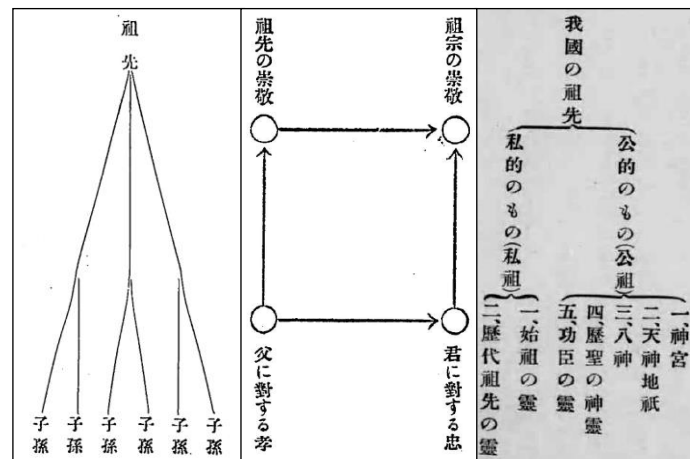 祖先
子孫
子孫
子孫
子孫
子孫
子孫
祖宗の崇敬
祖先の崇敬
君に對する忠
父に對する孝
我國の祖先
公的のもの(公祖)
一、神宮
二、天神地祇
三、八神
四、歷聖の神靈
五、功臣の靈
私的のもの(私祖)
一、始祖の靈
二、歷代祖先の靈